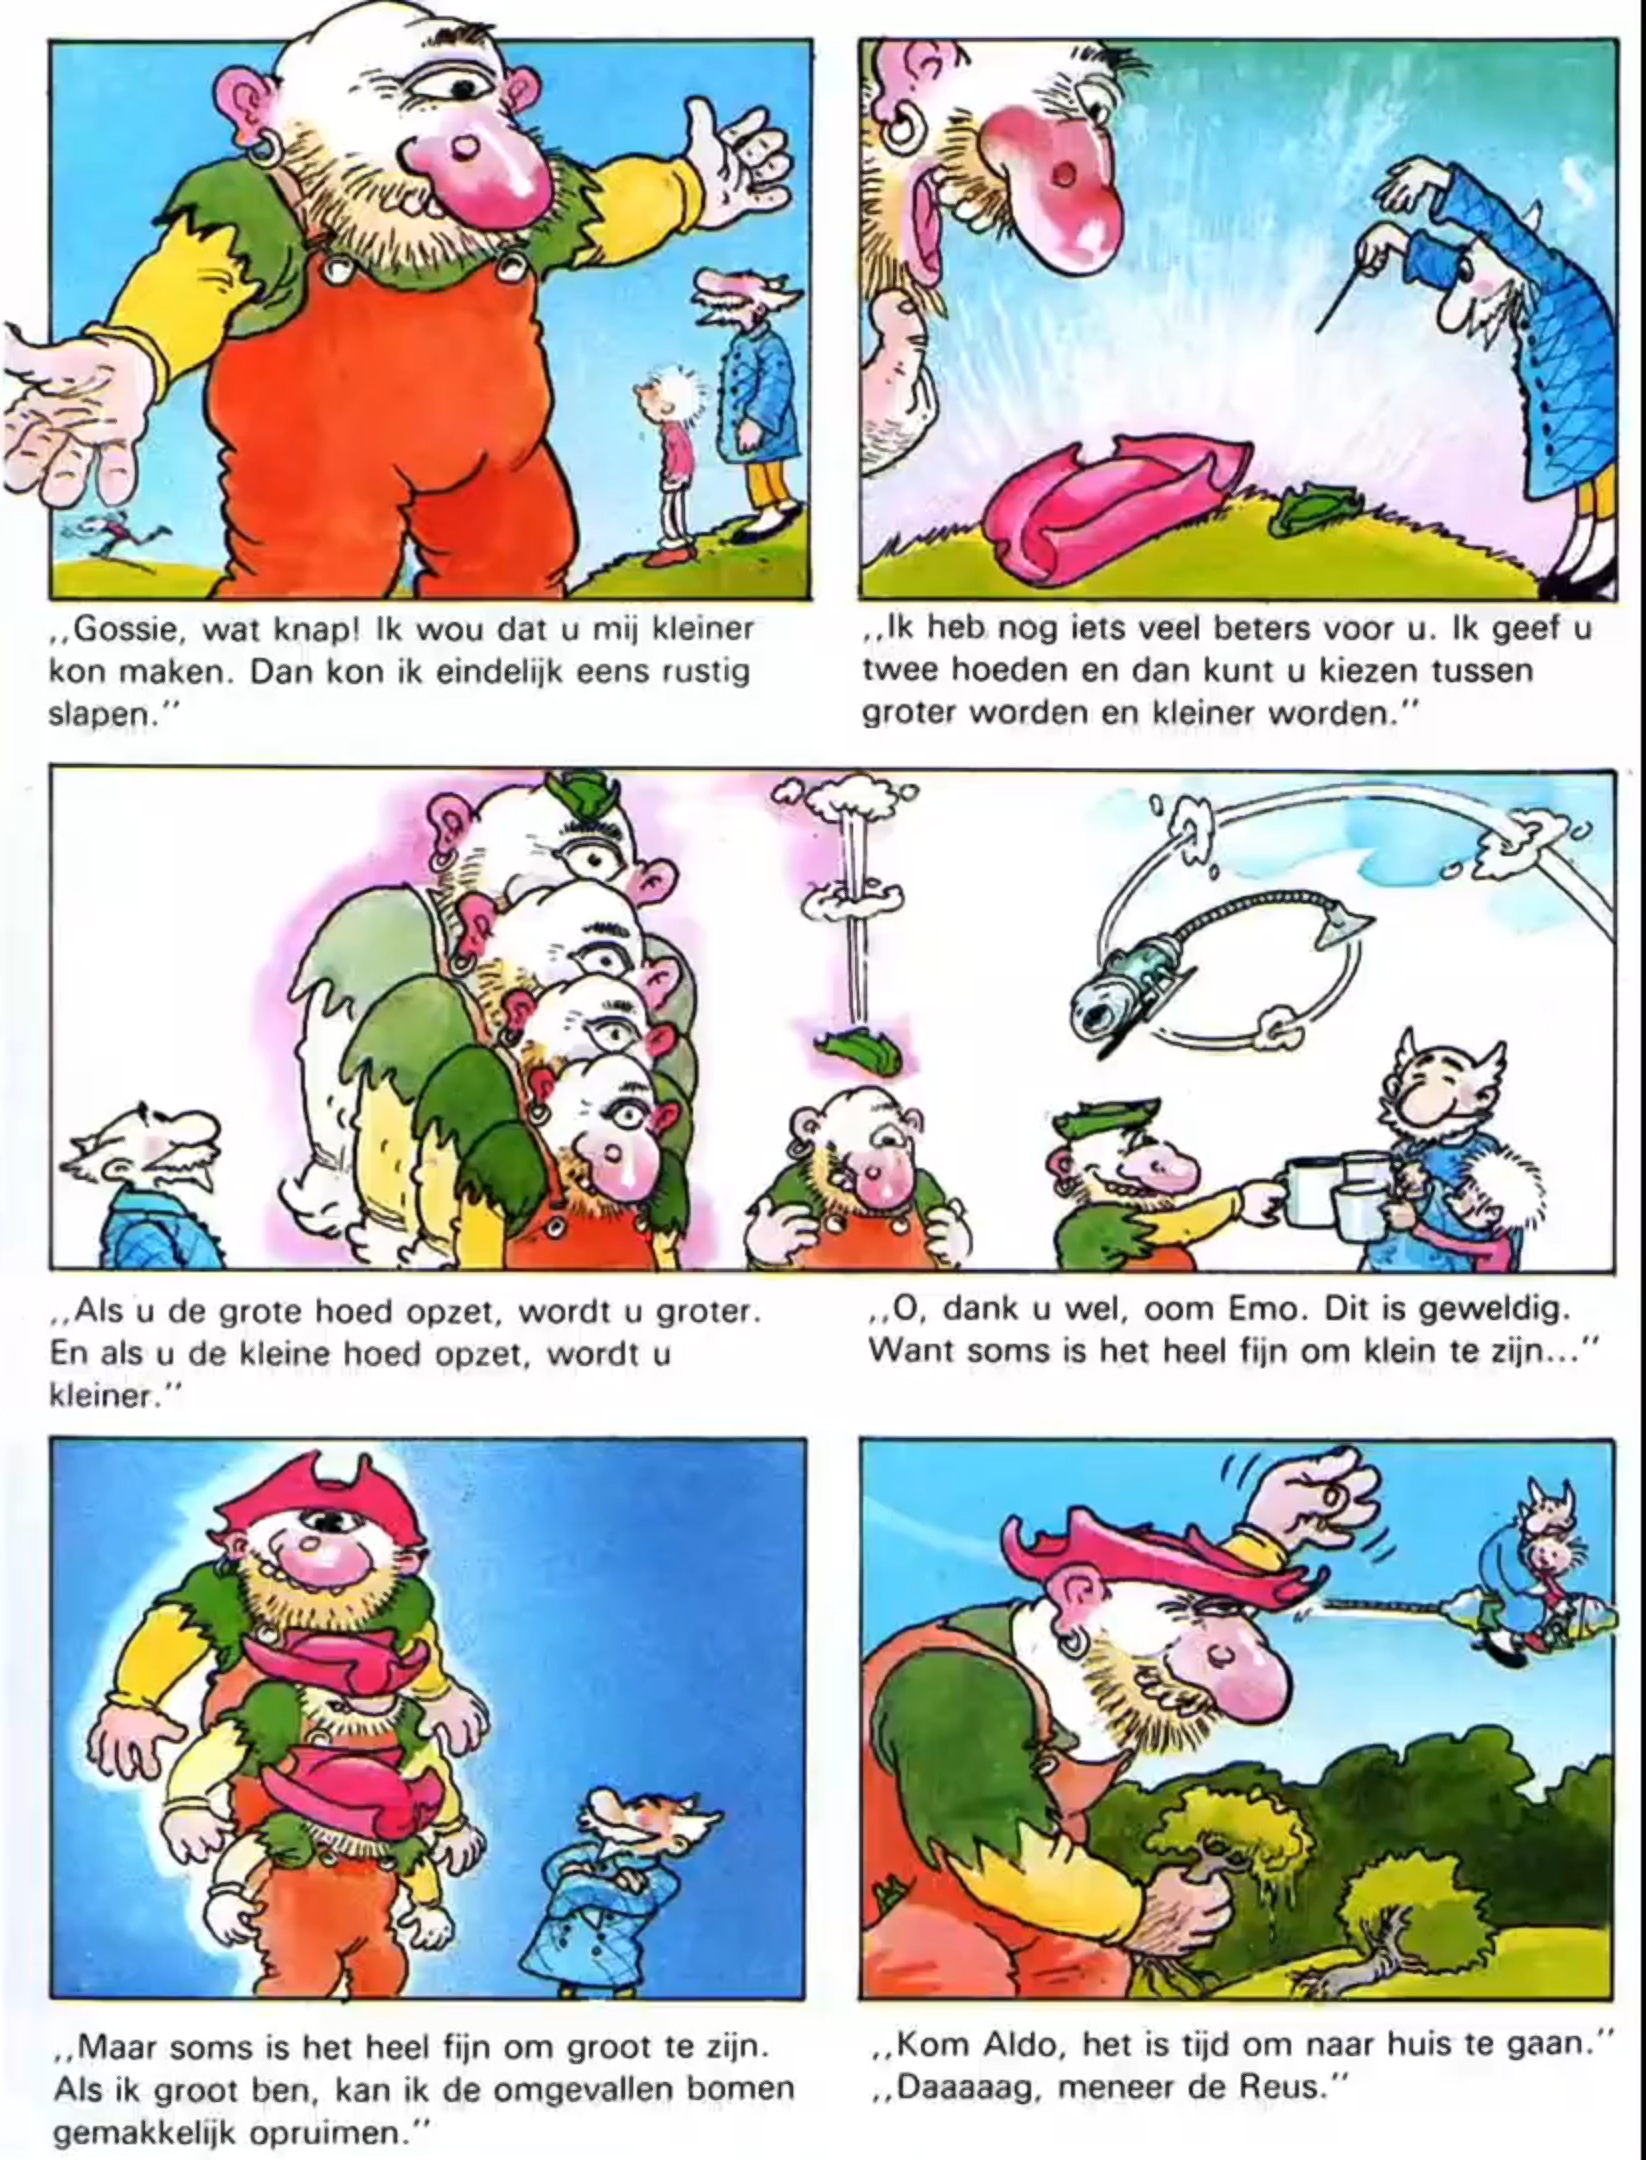 ,,Gossie, wat knap! Ik wou dat u mij kleiner
kon maken. Dan kon ik eindelijk eens rustig
slapen.''
,,Ik heb nog iets veel beters voor u. Ik geef u
twee hoeden en dan kunt u kiezen tussen
groter worden en kleiner worden.''
,,Als u de grote hoed opzet, wordt u groter.
En als u de kleine hoed opzet, wordt u
kleiner.''
,,O, dank u wel, oom Emo. Dit is geweldig.
Want soms is het heel fijn om klein te zijn...''
,,Maar soms is het heel fijn om groot te zijn.
Als ik groot ben, kan ik de omgevallen bomen
gemakkelijk opruimen.''
,,Kom Aldo, het is tijd om naar huis te gaan.''
,,Daaaaag, meneer de Reus.''